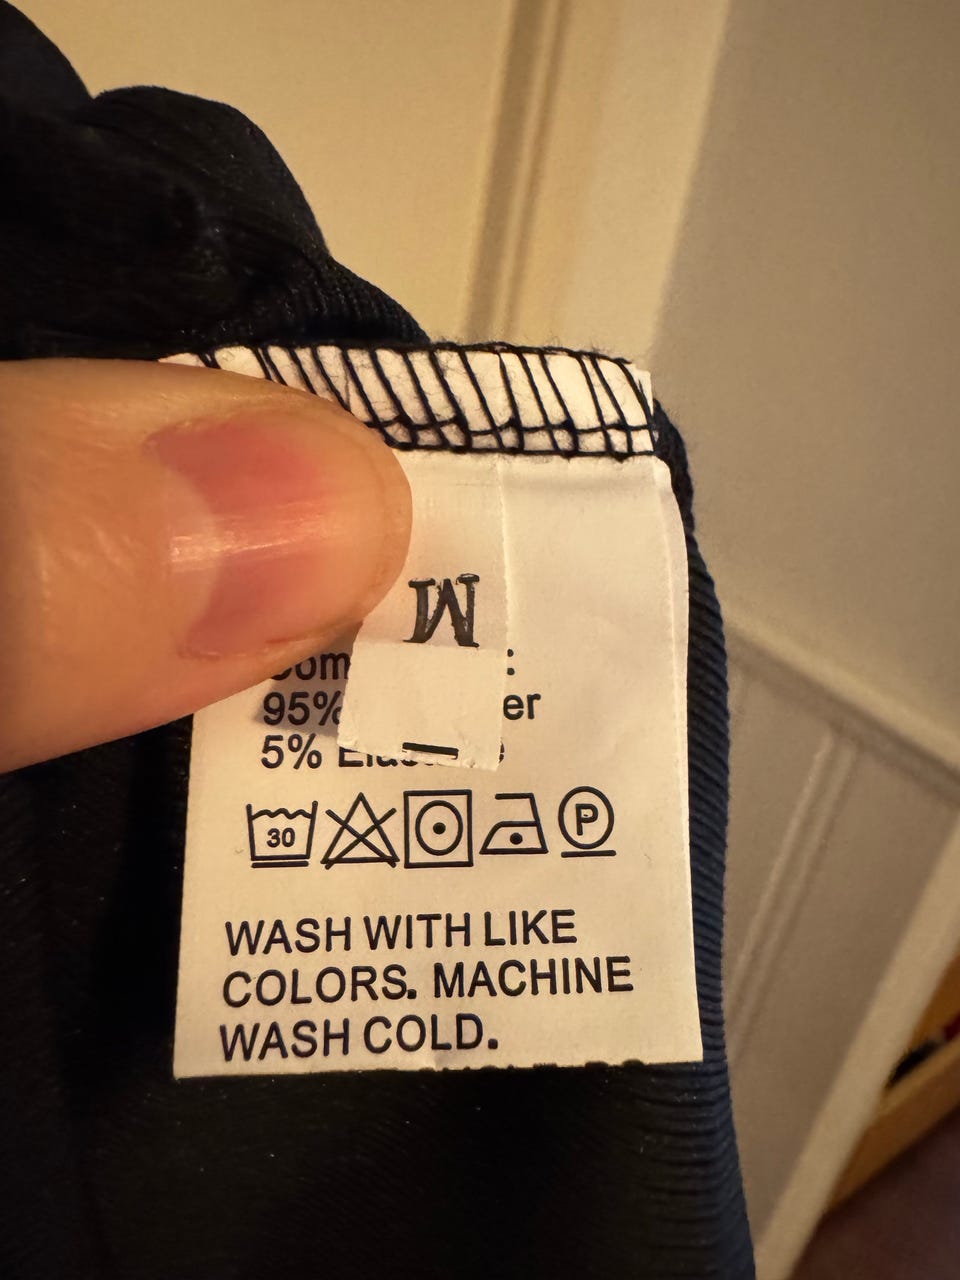 M
95%
5%
30
P
WASH WITH LIKE
COLORS. MACHINE
WASH COLD.